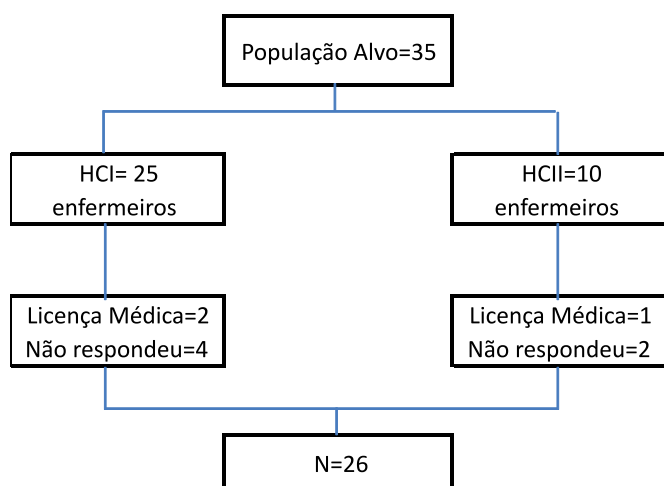 População Alvo=35
HCI= 25
enfermeiros
HCII=10
enfermeiros
Licença Médica=2
Não respondeu=4
Licença Médica=1
Não respondeu=2
N=26